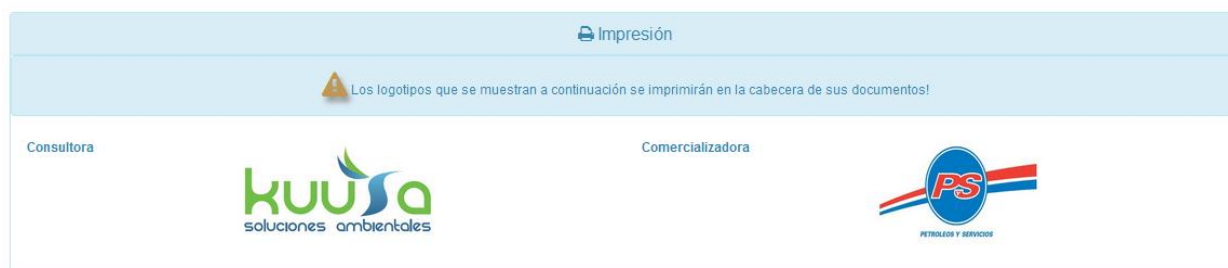 Impresión
Los logotipos que se muestran a continuación se imprimirán en la cabecera de sus documentos!
Consultora
kuusa
soluciones ambientales
Comercializadora
PyS
PETROLEOS Y SERVICIOS